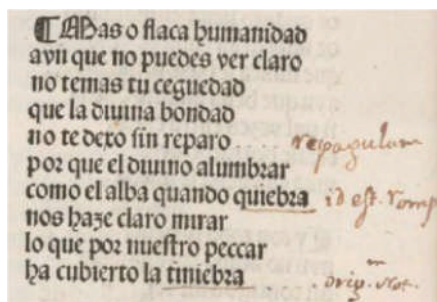 ¶ Mas o flaca humanidad
avn que no puedes ver claro
no temas tu ceguedad
que la diuina bondad
no te dexo sin reparo
por que el diuino alumbrar
como el alba quando quiebra id est. romp
nos haze claro mirar
lo que por nuestro peccar
ha cubierto la tiniebra